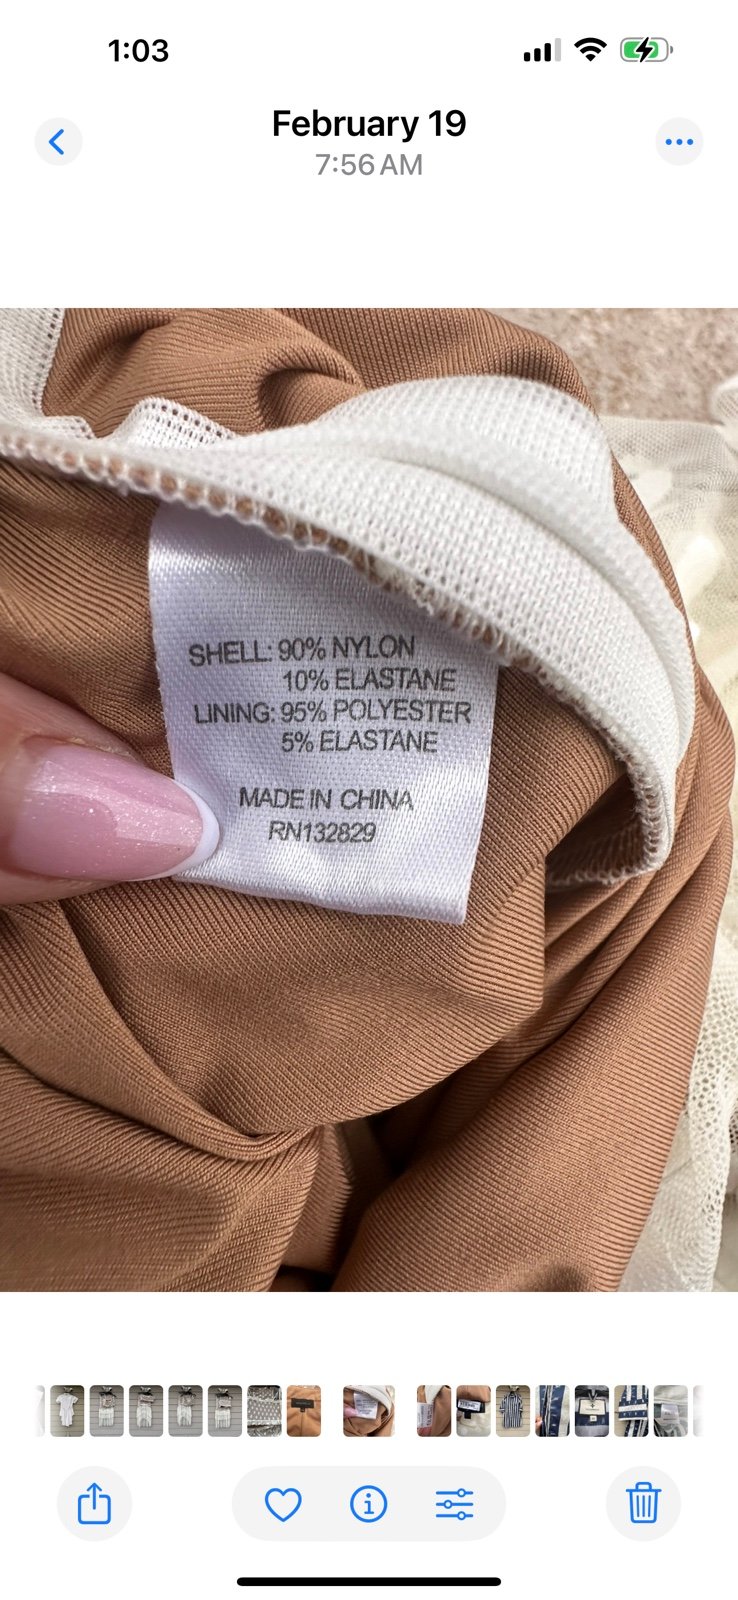 1:03
February 19
7:56 AM
SHELL: 90% NYLON
10% ELASTANE
LINING: 95% POLYESTER
5% ELASTANE
MADE IN CHINA
RN132829